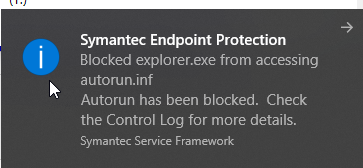 Symantec Endpoint Protection
Blocked explorer.exe from accessing
autorun.inf
Autorun has been blocked.  Check
the Control Log for more details.
Symantec Service Framework